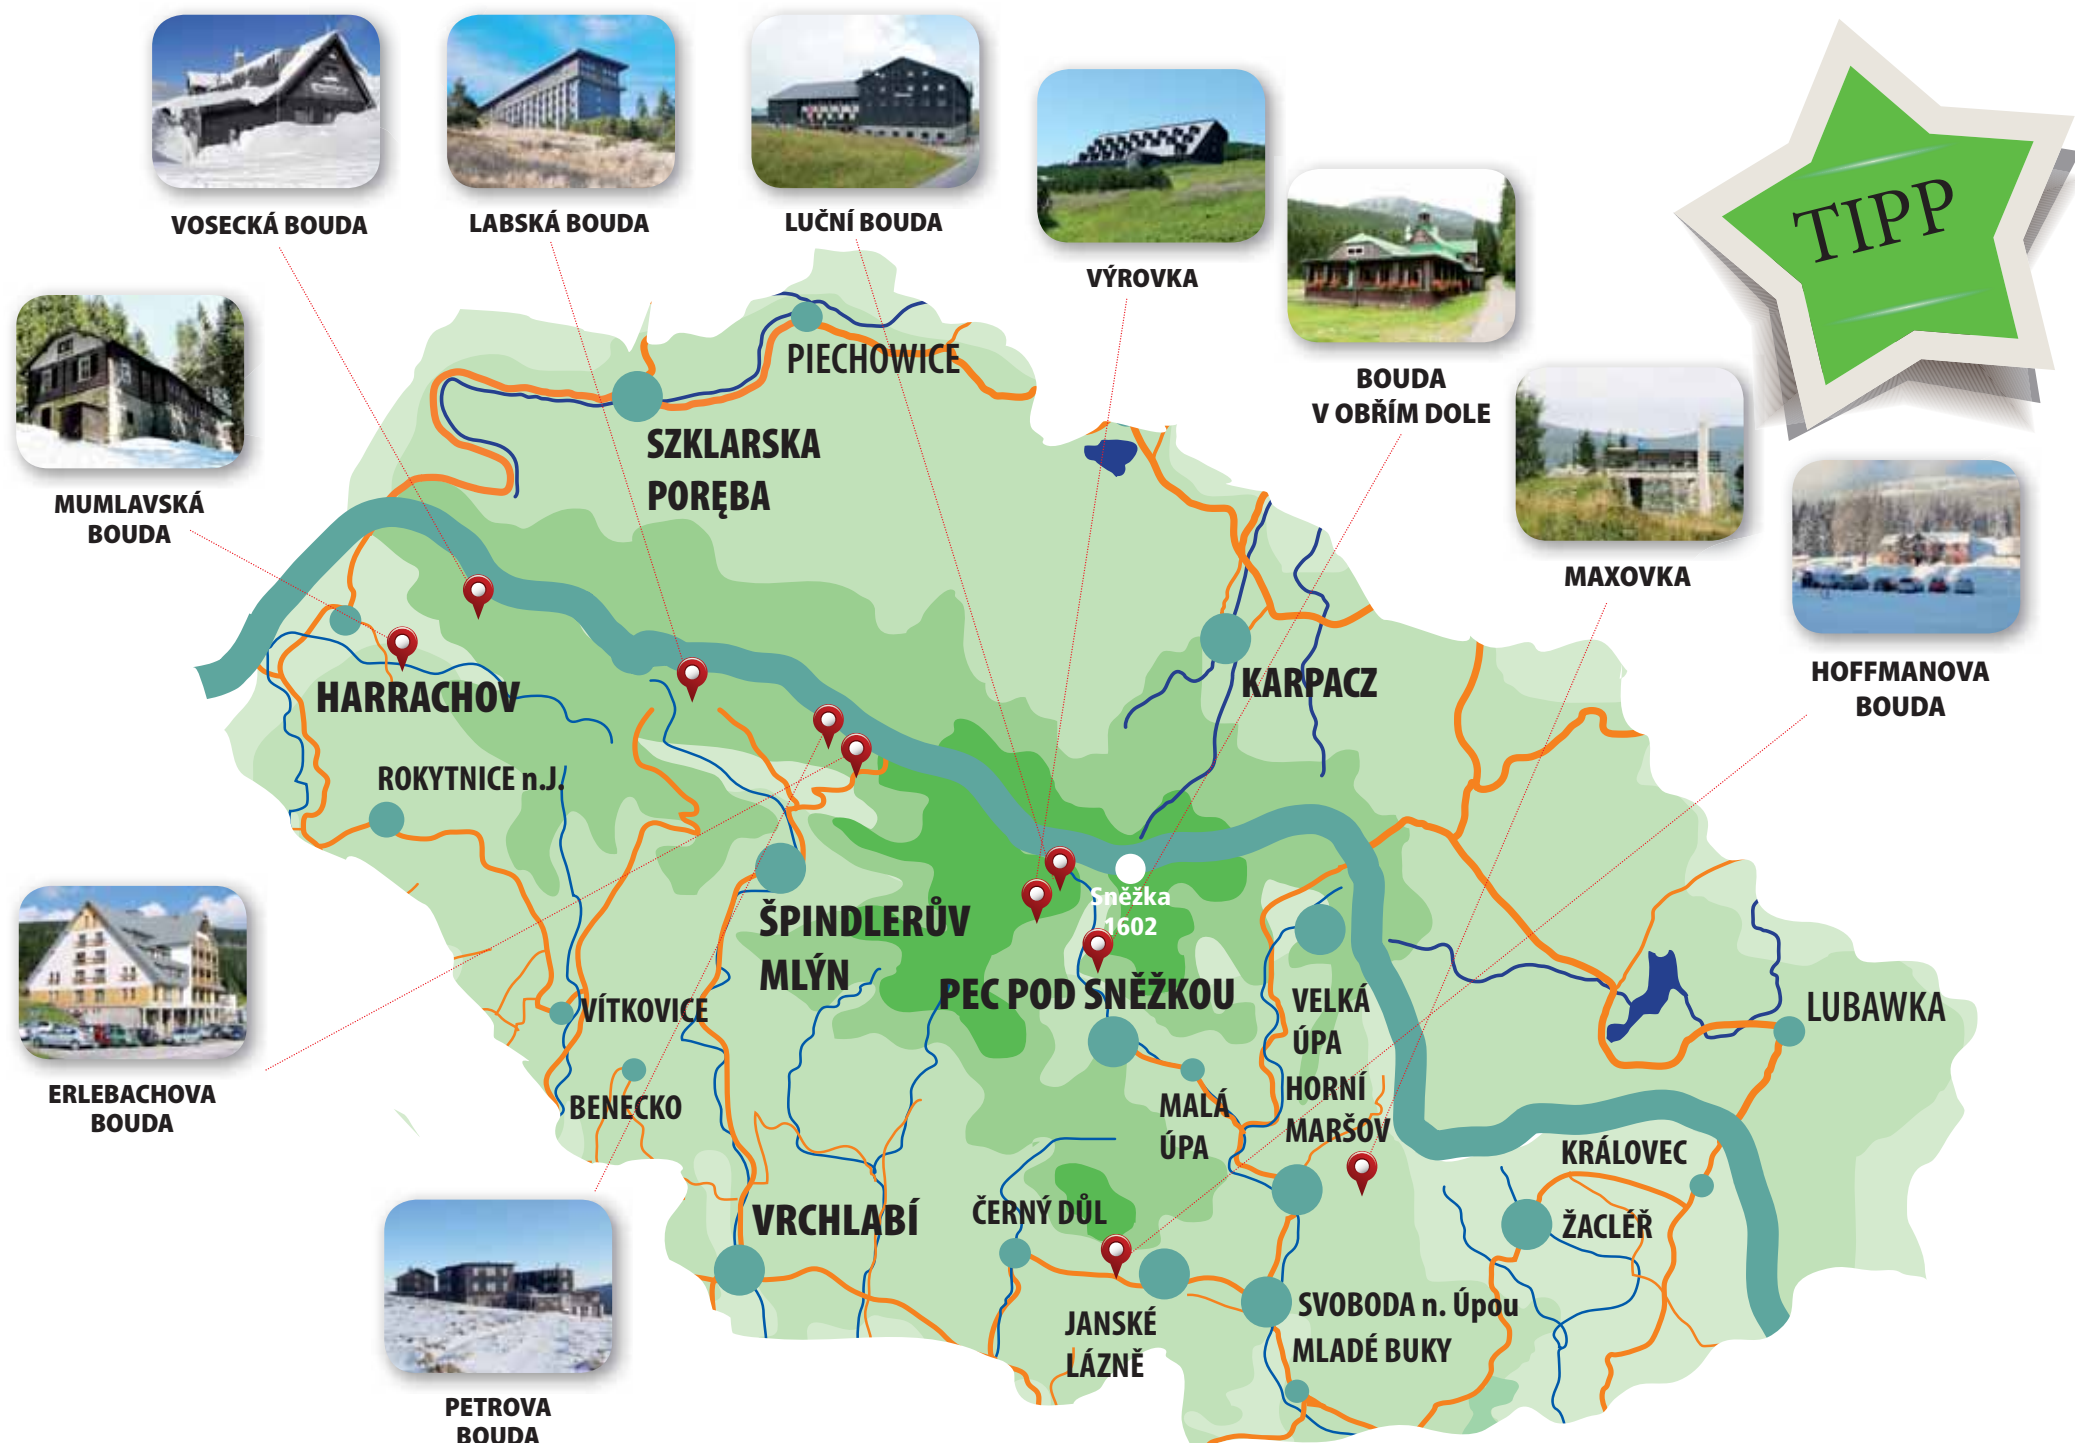 VOSECKÁ BOUDA
LABSKÁ BOUDA
LUČNÍ BOUDA
VÝROVKA
TIPP
BOUDA
V OBŘÍM DOLE
MUMLAVSKÁ
BOUDA
MAXOVKA
HOFFMANOVA
BOUDA
PIECHOWICE
SZKLARSKA
PORĘBA
HARRACHOV
KARPACZ
ROKYTNICE n.J.
Sněžka
1602
ŠPINDLERŮV
MLÝN
PEC POD SNĚŽKOU
VÍTKOVICE
VELKÁ
ÚPA
LUBAWKA
ERLEBACHOVA
BOUDA
BENECKO
MALÁ
ÚPA
HORNÍ
MARŠOV
KRÁLOVEC
VRCHLABÍ
ČERNÝ DŮL
ŽACLÉŘ
JANSKÉ
LÁZNĚ
SVOBODA n. Úpou
MLADÉ BUKY
PETROVA
BOUDA